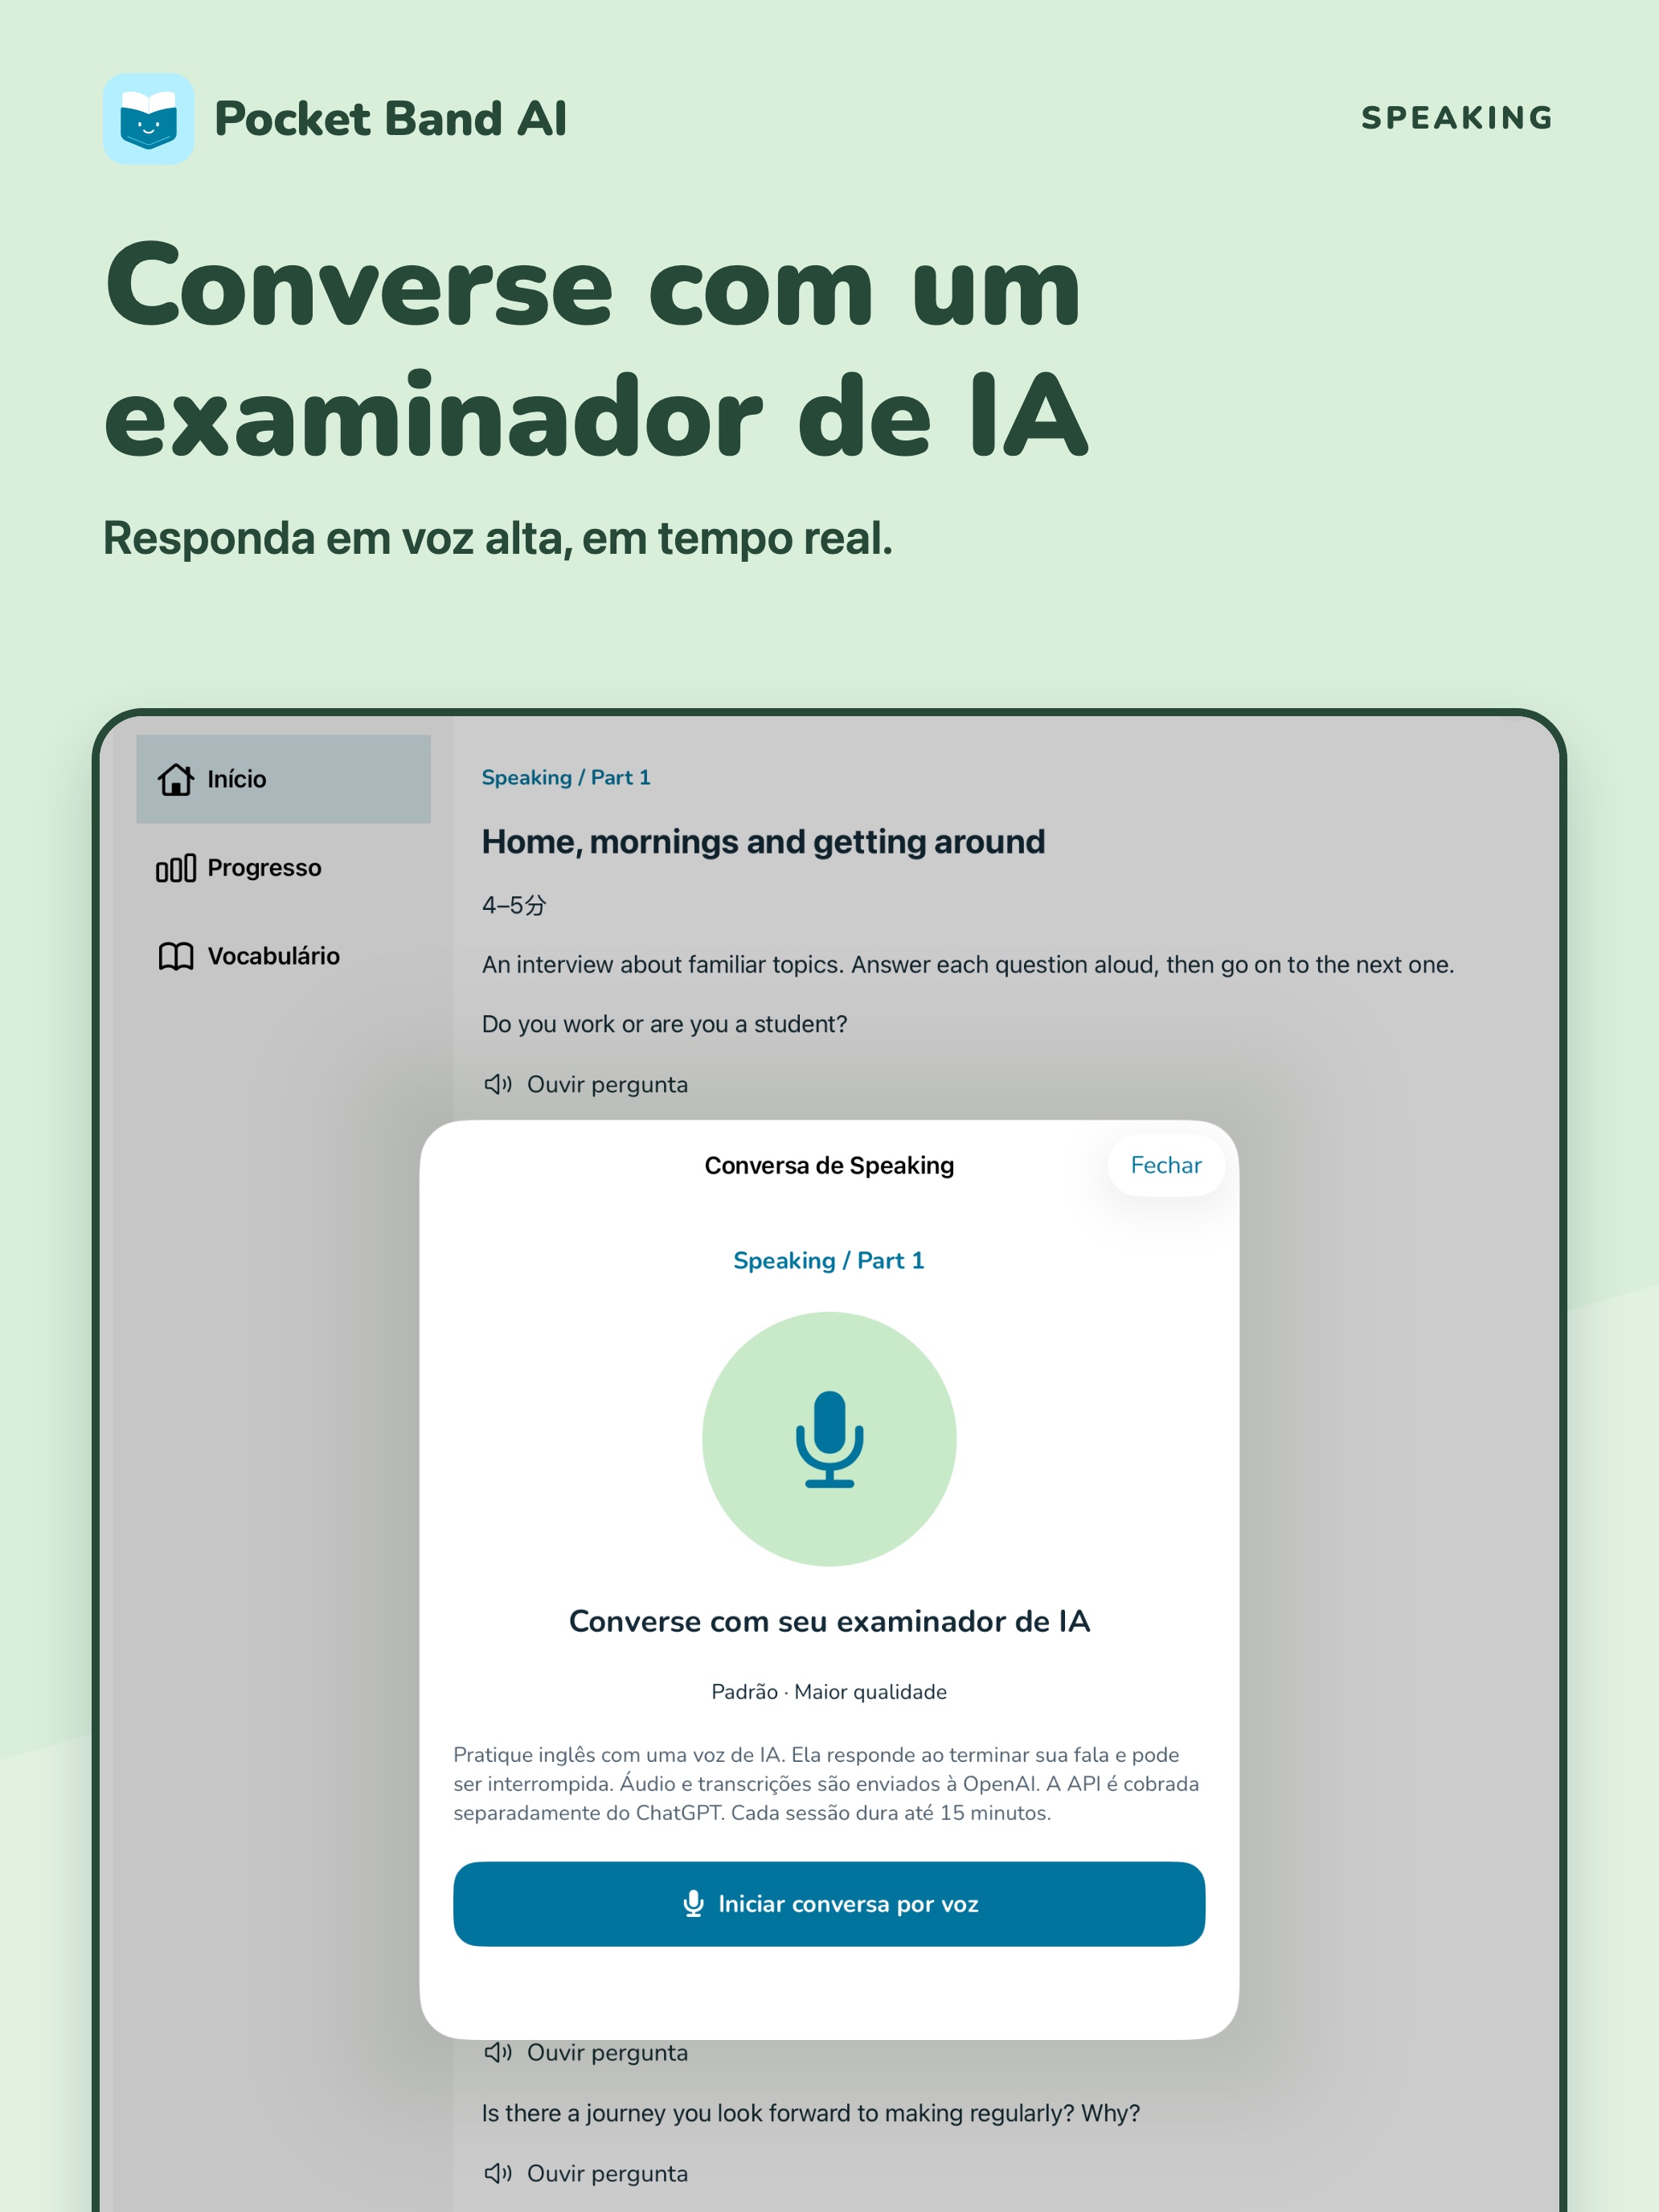 Pocket Band AI
SPEAKING
Converse com um
examinador de IA
Responda em voz alta, em tempo real.
Início
Progresso
Vocabulário
Speaking / Part 1
Home, mornings and getting around
4–5分
An interview about familiar topics. Answer each question aloud, then go on to the next one.
Do you work or are you a student?
Ouvir pergunta
Conversa de Speaking
Fechar
Speaking / Part 1
Converse com seu examinador de IA
Padrão · Maior qualidade
Pratique inglês com uma voz de IA. Ela responde ao terminar sua fala e pode
ser interrompida. Áudio e transcrições são enviados à OpenAI. A API é cobrada
separadamente do ChatGPT. Cada sessão dura até 15 minutos.
Iniciar conversa por voz
Ouvir pergunta
Is there a journey you look forward to making regularly? Why?
Ouvir pergunta